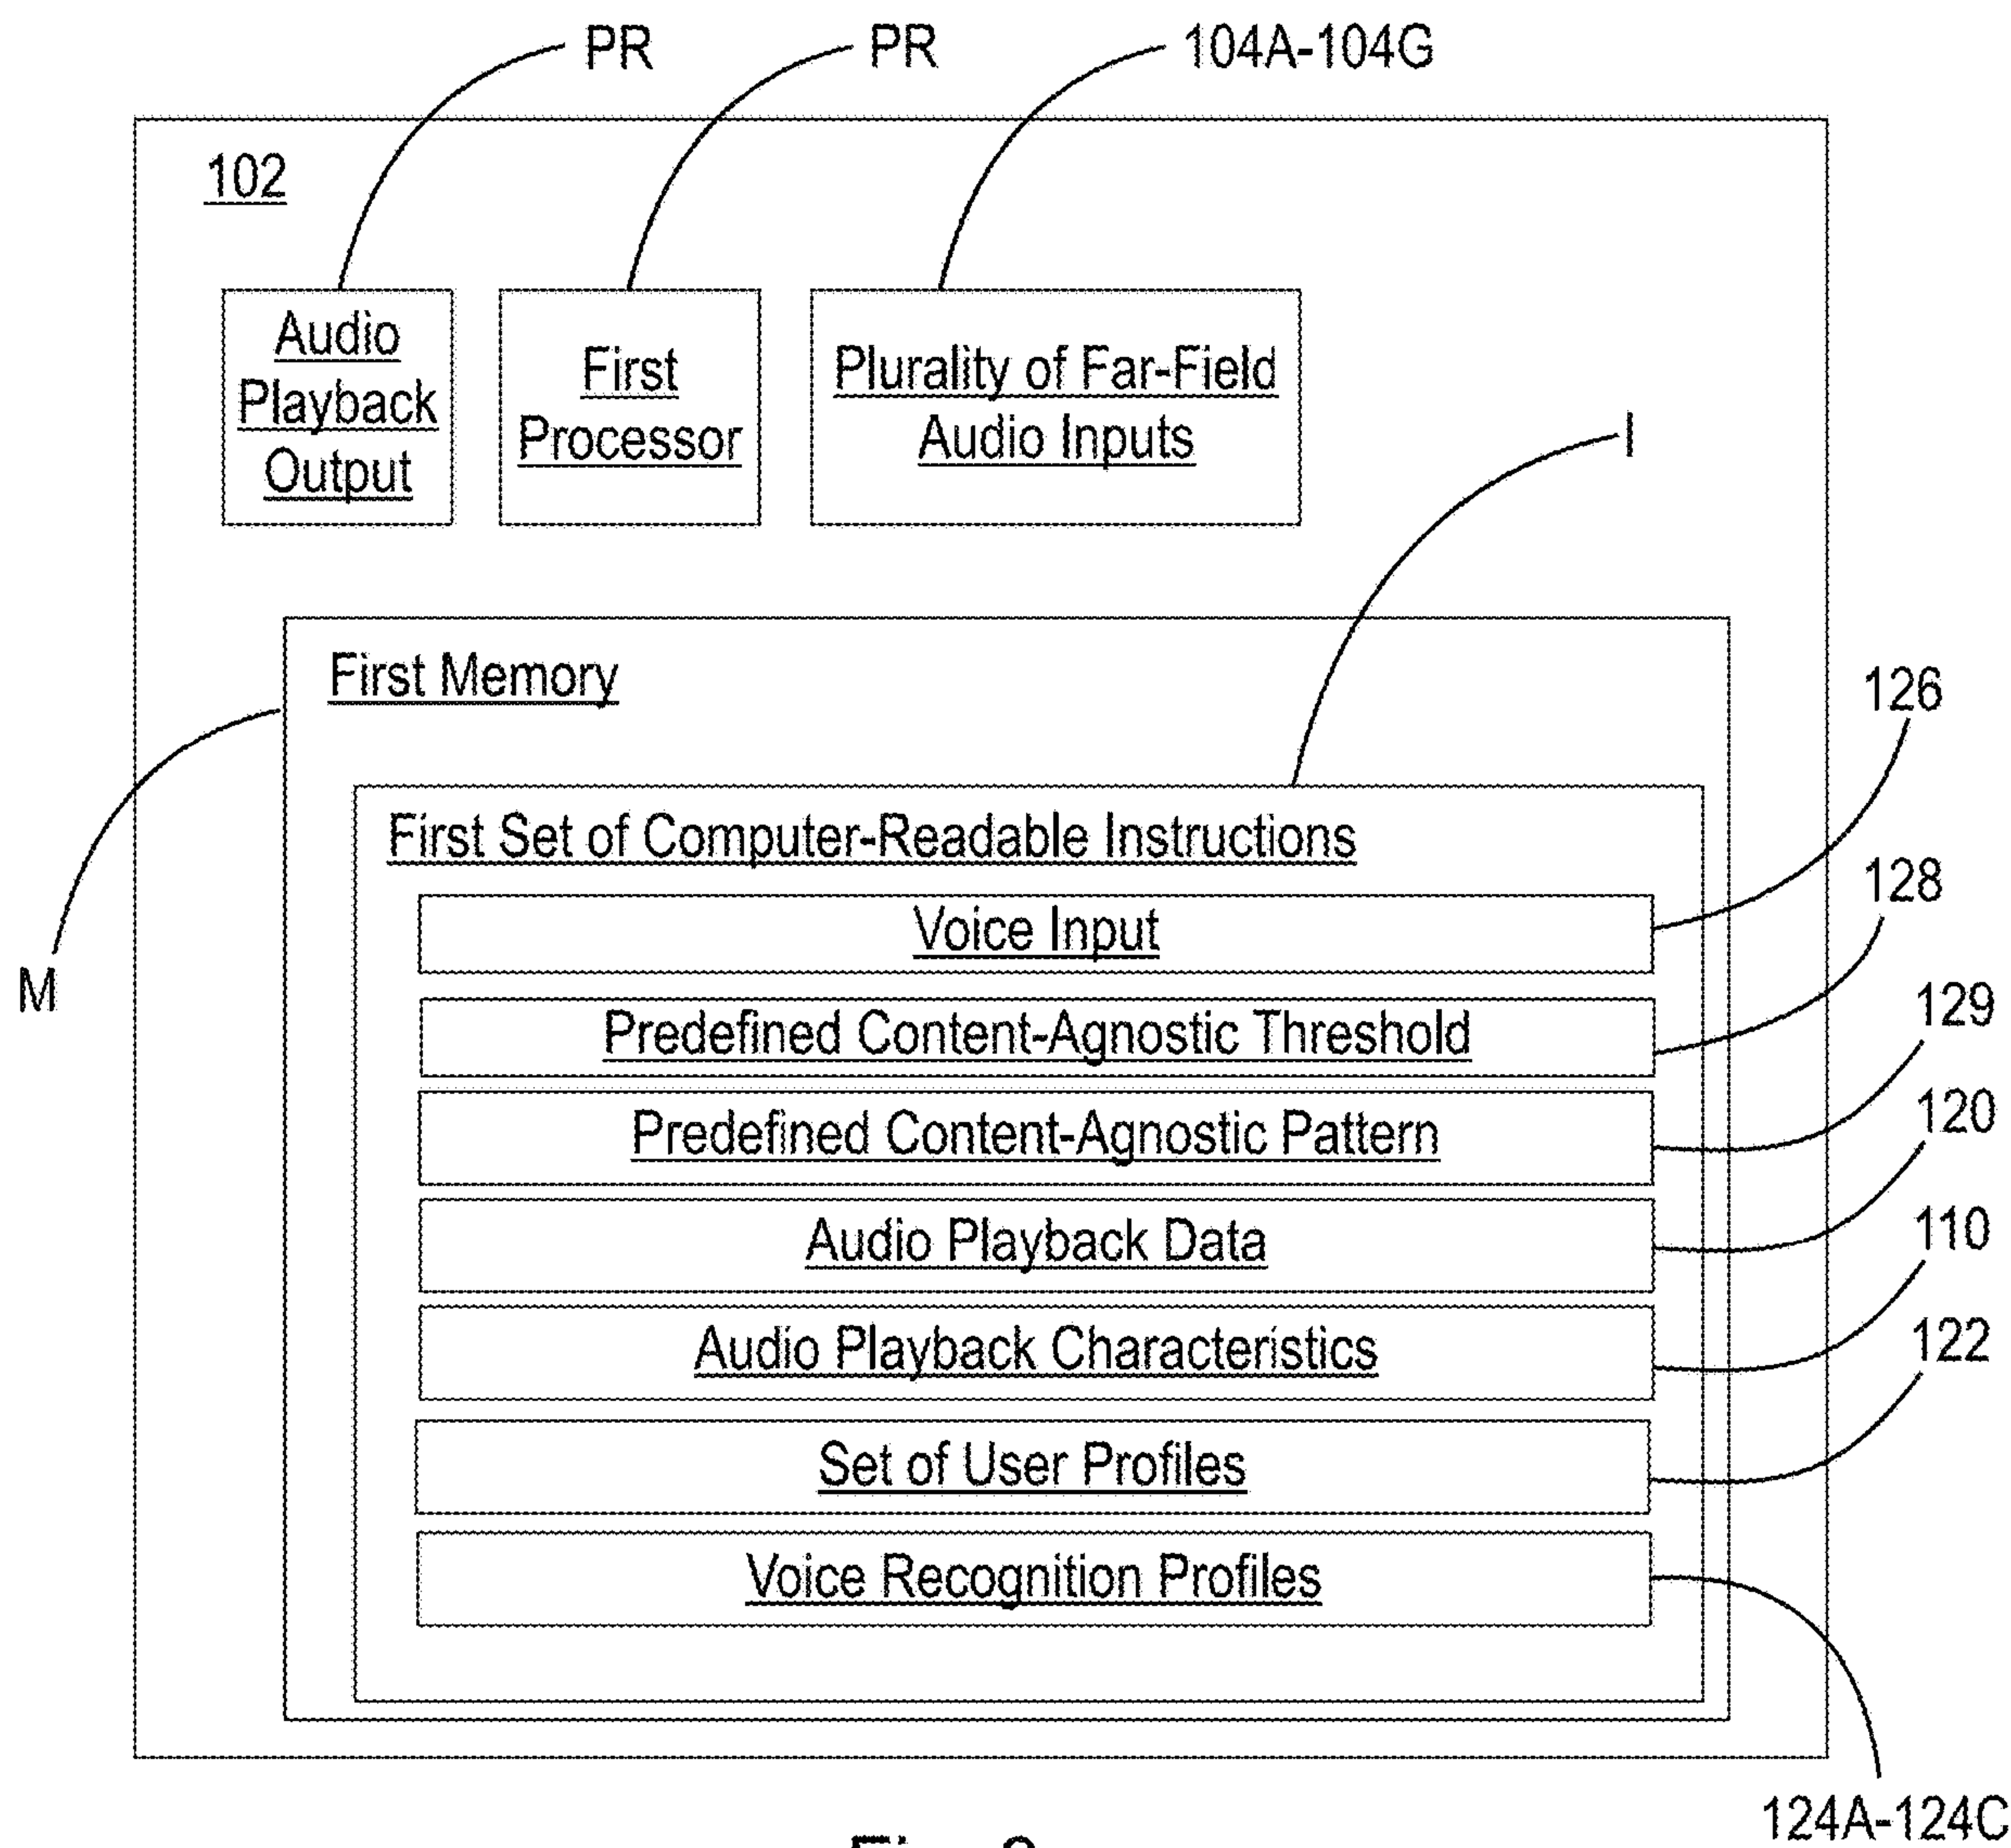 PR
PR
104A-104G
102
Audio
Playback
Output
First
Processor
Plurality of Far-Field
Audio Inputs
I
First Memory
M
First Set of Computer-Readable Instructions
Voice Input
126
Predefined Content-Agnostic Threshold
128
Predefined Content-Agnostic Pattern
129
Audio Playback Data
120
Audio Playback Characteristics
110
Set of User Profiles
122
Voice Recognition Profiles
124A-124C